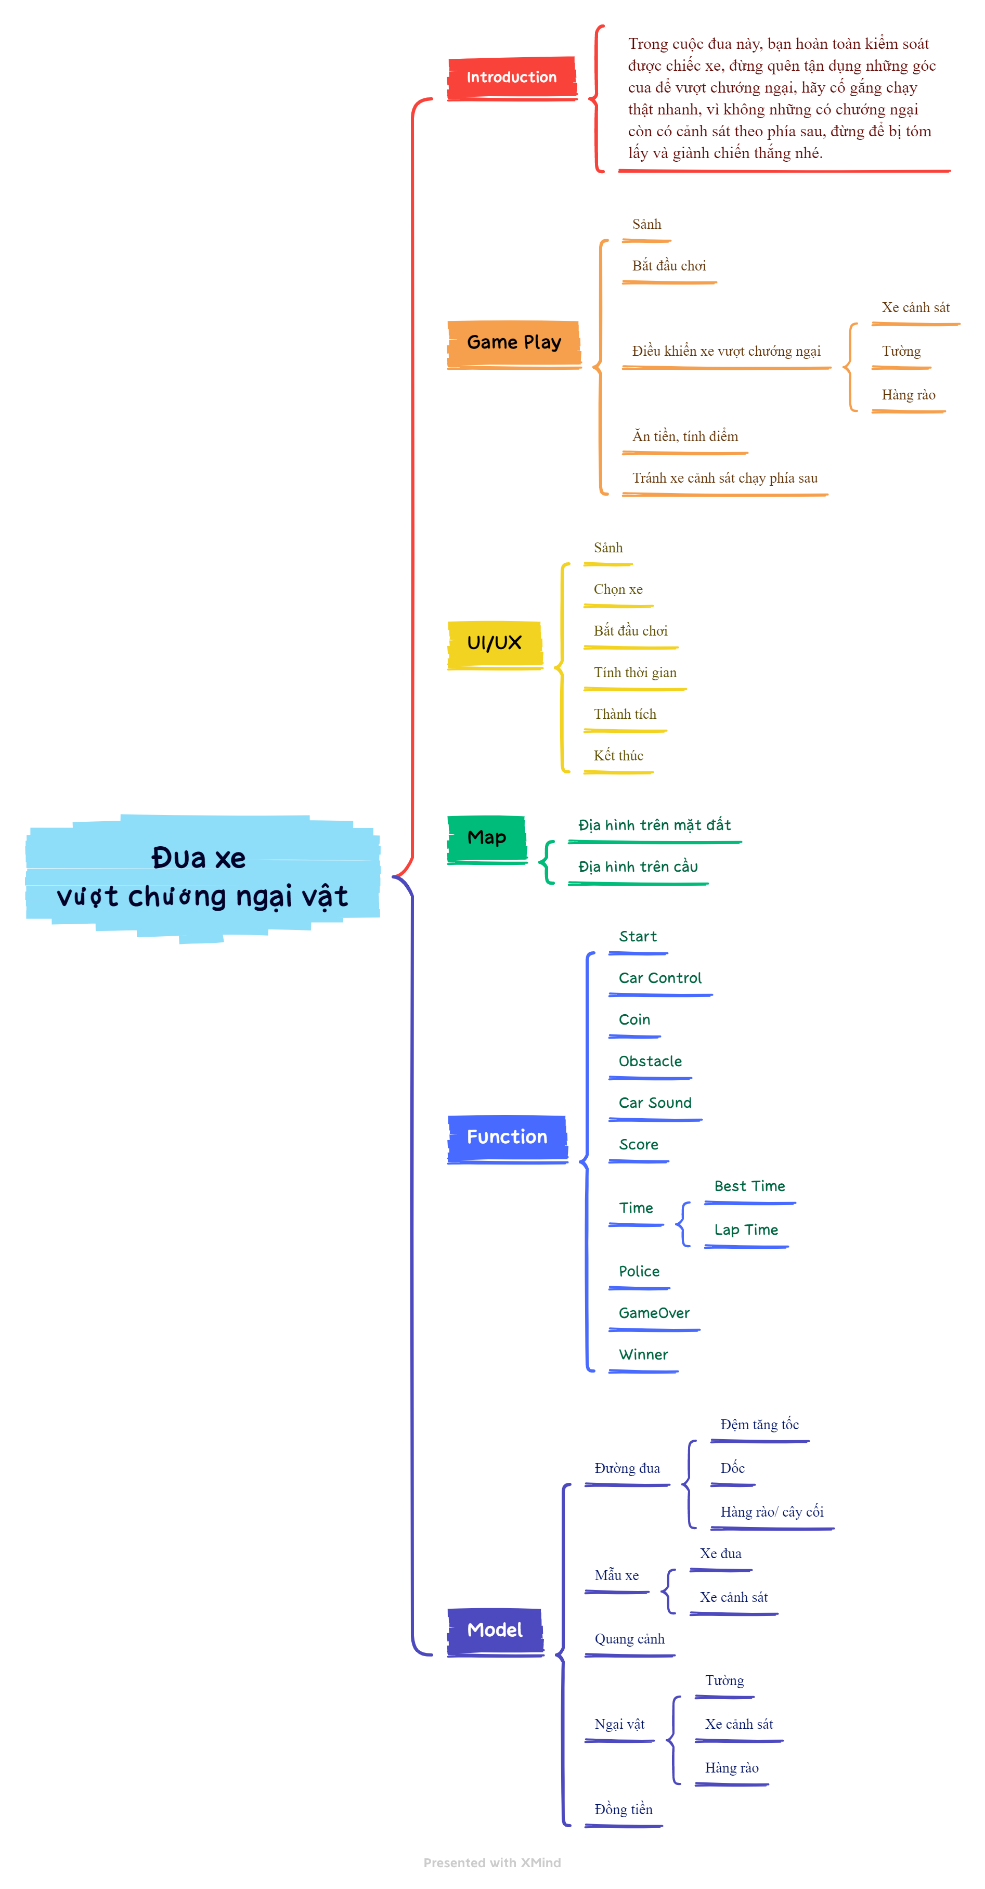 Introduction
Trong cuộc đua này, bạn hoàn toàn kiểm soát
được chiếc xe, đừng quên tận dụng những góc
cua để vượt chướng ngại, hãy cố gắng chạy
thật nhanh, vì không những có chướng ngại
còn có cảnh sát theo phía sau, đừng để bị tóm
lấy và giành chiến thắng nhé.
Game Play
Sảnh
Bắt đầu chơi
Điều khiển xe vượt chướng ngại
Xe cảnh sát
Tường
Hàng rào
Ăn tiền, tính điểm
Tránh xe cảnh sát chạy phía sau
UI/UX
Sảnh
Chọn xe
Bắt đầu chơi
Tính thời gian
Thành tích
Kết thúc
Đua xe
vượt chướng ngại vật
Map
Địa hình trên mặt đất
Địa hình trên cầu
Function
Start
Car Control
Coin
Obstacle
Car Sound
Score
Time
Best Time
Lap Time
Police
GameOver
Winner
Model
Đường đua
Đệm tăng tốc
Dốc
Hàng rào/ cây cối
Mẫu xe
Xe đua
Xe cảnh sát
Quang cảnh
Ngại vật
Tường
Xe cảnh sát
Hàng rào
Đồng tiền
Presented with XMind